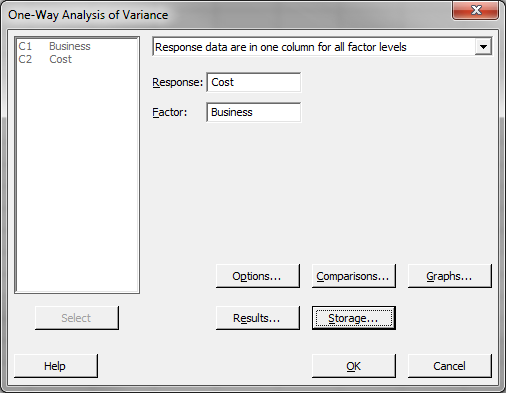 One-Way Analysis of Variance
C1 Business
C2 Cost
Response data are in one column for all factor levels
Response: Cost
Factor: Business
Options... Comparisons... Graphs...
Select Results... Storage...
Help OK Cancel